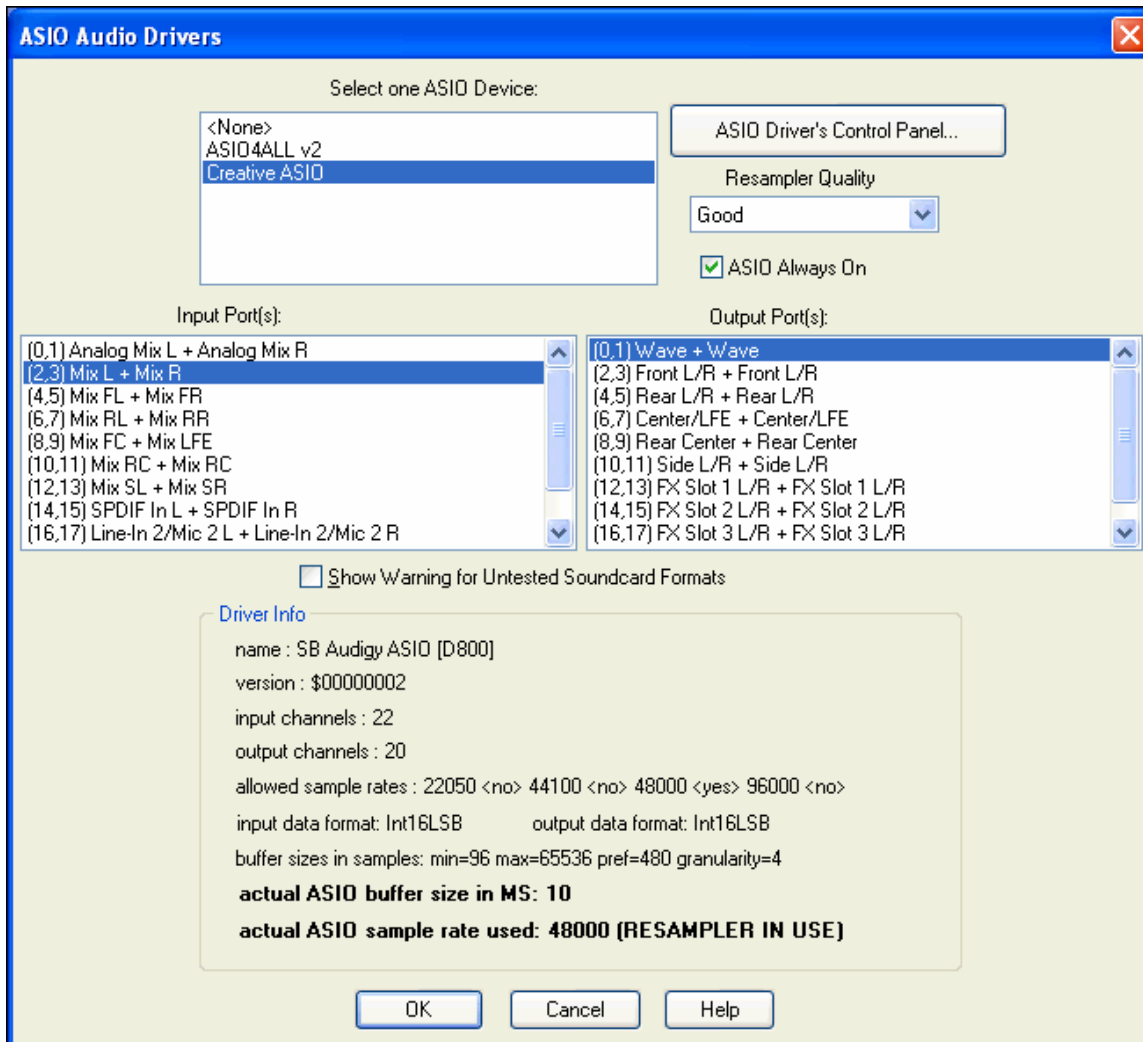 ASIO Audio Drivers
Select one ASIO Device:
<None>
ASIO4ALL v2
Creative ASIO
ASIO Driver's Control Panel...
Resampler Quality
Good
ASIO Always On
Input Port(s):
(0,1) Analog Mix L + Analog Mix R
(2,3) Mix L + Mix R
(4,5) Mix FL + Mix FR
(6,7) Mix RL + Mix RR
(8,9) Mix FC + Mix LFE
(10,11) Mix RC + Mix RC
(12,13) Mix SL + Mix SR
(14,15) SPDIF In L + SPDIF In R
(16,17) Line-In 2/Mic 2 L + Line-In 2/Mic 2 R
Output Port(s):
(0,1) Wave + Wave
(2,3) Front L/R + Front L/R
(4,5) Rear L/R + Rear L/R
(6,7) Center/LFE + Center/LFE
(8,9) Rear Center + Rear Center
(10,11) Side L/R + Side L/R
(12,13) FX Slot 1 L/R + FX Slot 1 L/R
(14,15) FX Slot 2 L/R + FX Slot 2 L/R
(16,17) FX Slot 3 L/R + FX Slot 3 L/R
Show Warning for Untested Soundcard Formats
Driver Info
name : SB Audigy ASIO [D800]
version : $00000002
input channels : 22
output channels : 20
allowed sample rates : 22050 <no> 44100 <no> 48000 <yes> 96000 <no>
input data format: Int16LSB output data format: Int16LSB
buffer sizes in samples: min=96 max=65536 pref=480 granularity=4
actual ASIO buffer size in MS: 10
actual ASIO sample rate used: 48000 (RESAMPLER IN USE)
OK Cancel Help